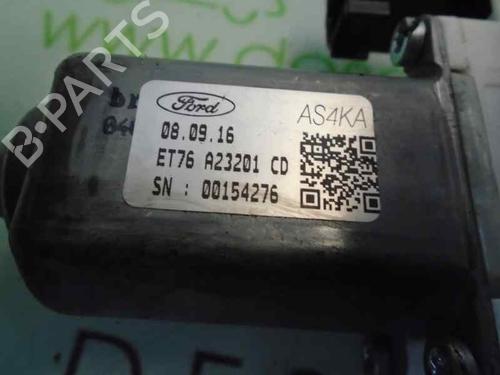 Ford
AS4KA
08.09.16
ET76 A23201 CD
SN : 00154276
B-PARTS